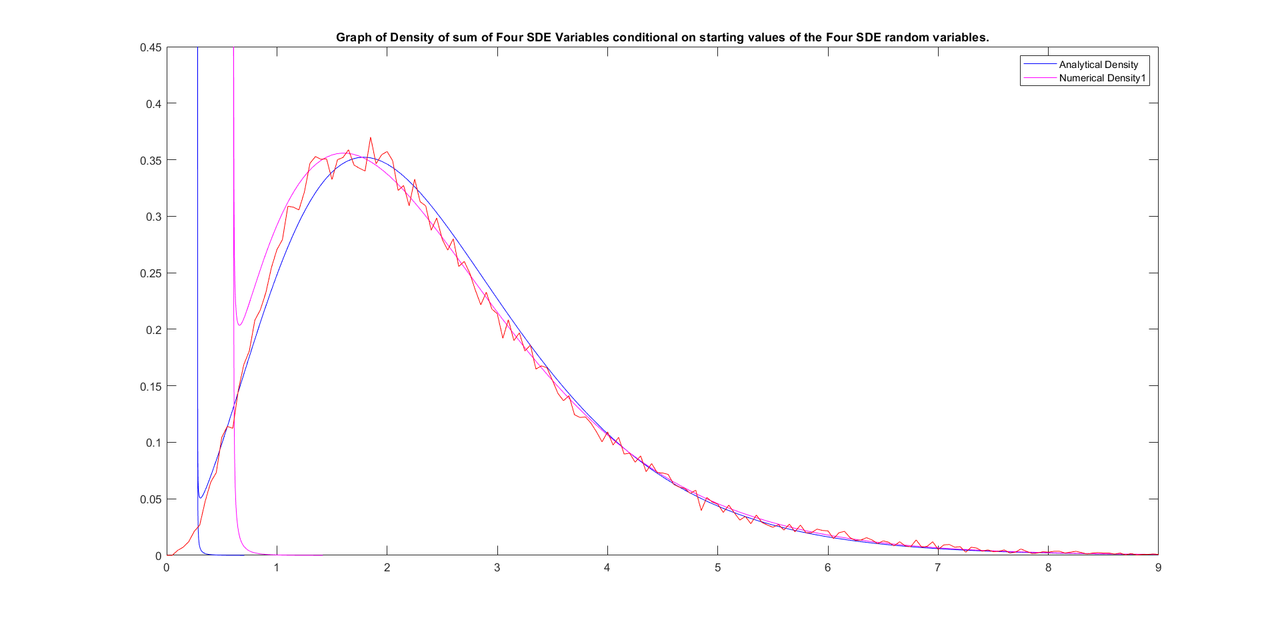 Graph of Density of sum of Four SDE Variables conditional on starting values of the Four SDE random variables.
0.45
0.4
0.35
0.3
0.25
0.2
0.15
0.1
0.05
0
0 1 2 3 4 5 6 7 8 9
Analytical Density
Numerical Density1